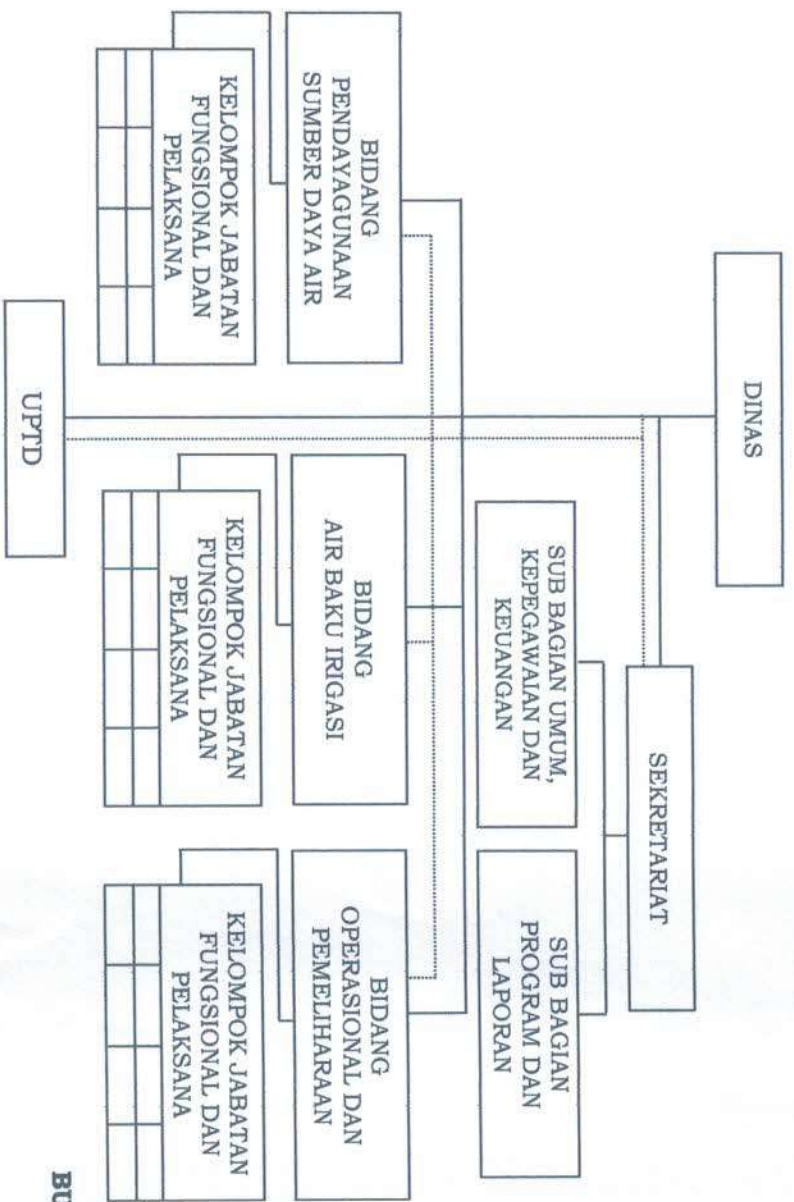 DINAS
SEKRETARIAT
SUB BAGIAN UMUM,
KEPEGAWAIAN DAN
KEUANGAN
SUB BAGIAN
PROGRAM DAN
LAPORAN
BIDANG
PENDAYAGUNAAN
SUMBER DAYA AIR
BIDANG
AIR BAKU IRIGASI
BIDANG
OPERASIONAL DAN
PEMELIHARAAN
KELOMPOK JABATAN
FUNGSIONAL DAN
PELAKSANA
KELOMPOK JABATAN
FUNGSIONAL DAN
PELAKSANA
KELOMPOK JABATAN
FUNGSIONAL DAN
PELAKSANA
UPTD